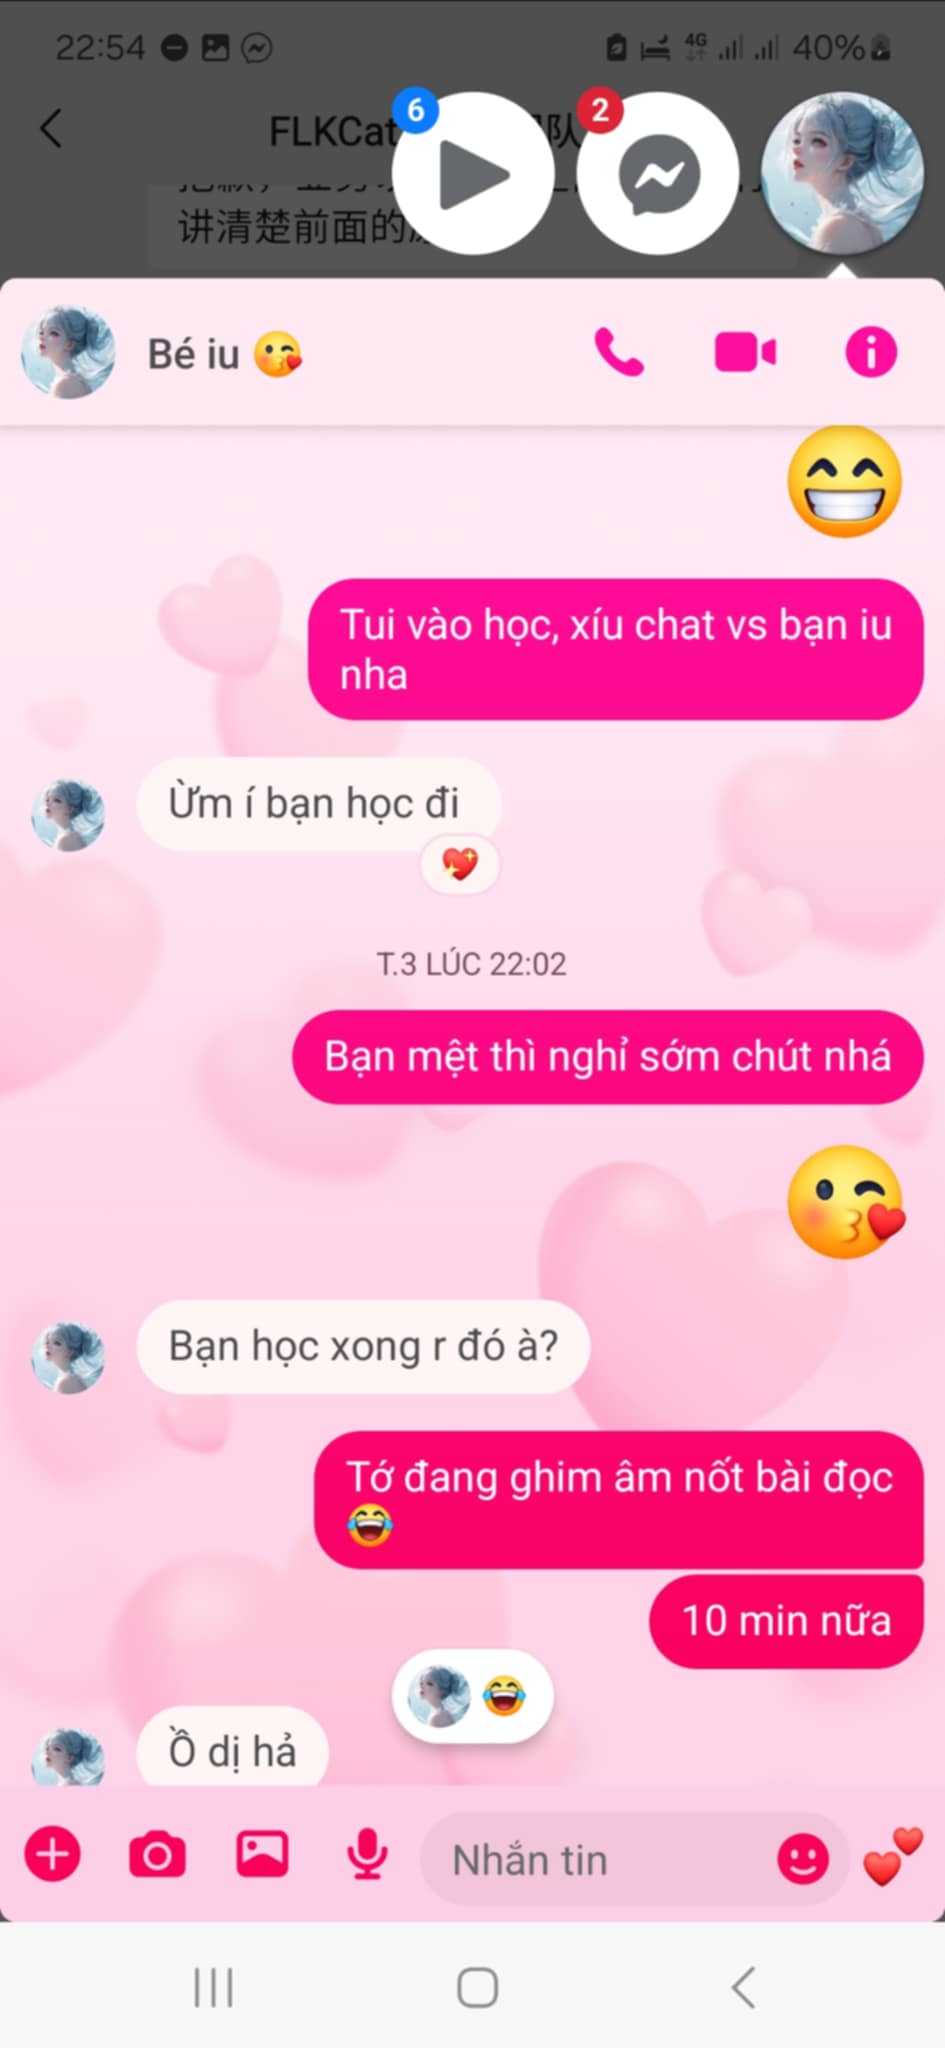 22:54
4G
40%
FLKCat
队
6
2
讲清楚前面的
Bé iu 😘
😁
Tui vào học, xíu chat vs bạn iu
nha
Ừm í bạn học đi
💖
T.3 LÚC 22:02
Bạn mệt thì nghỉ sớm chút nhá
😘
Bạn học xong r đó à?
Tớ đang ghim âm nốt bài đọc
😂
10 min nữa
😂
Ồ dị hả
Nhắn tin
💕